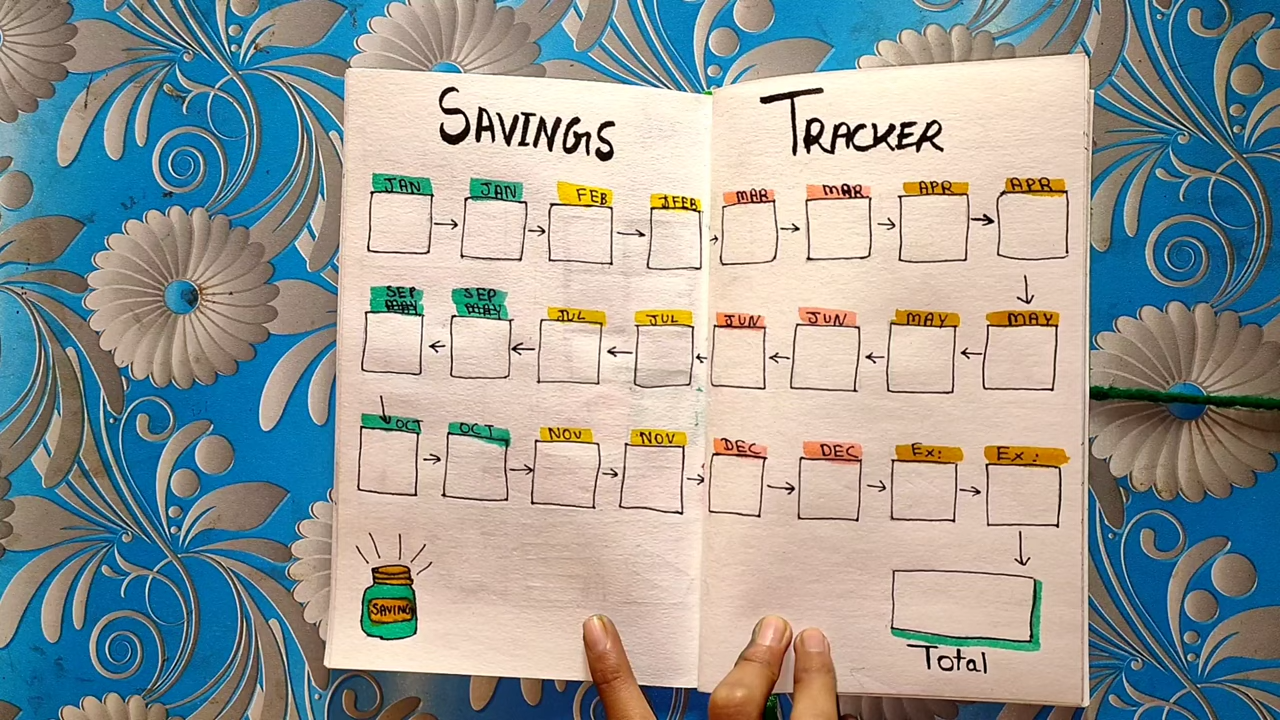 SAVINGS TRACKER
JAN JAN FEB FEB MAR MAR APR APR
SEP SEP JUL JUL JUN JUN MAY MAY
OCT OCT NOV NOV DEC DEC Ex: Ex:
SAVING
Total